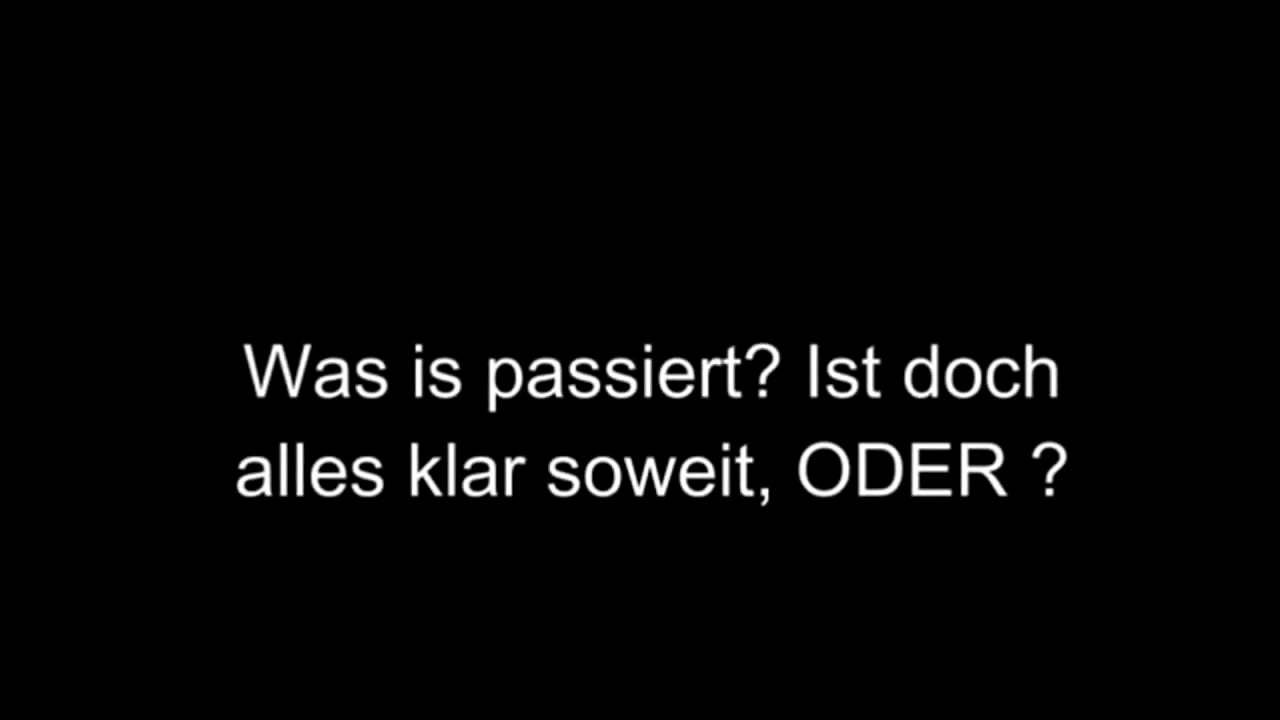 Was is passiert? Ist doch
alles klar soweit, ODER ?